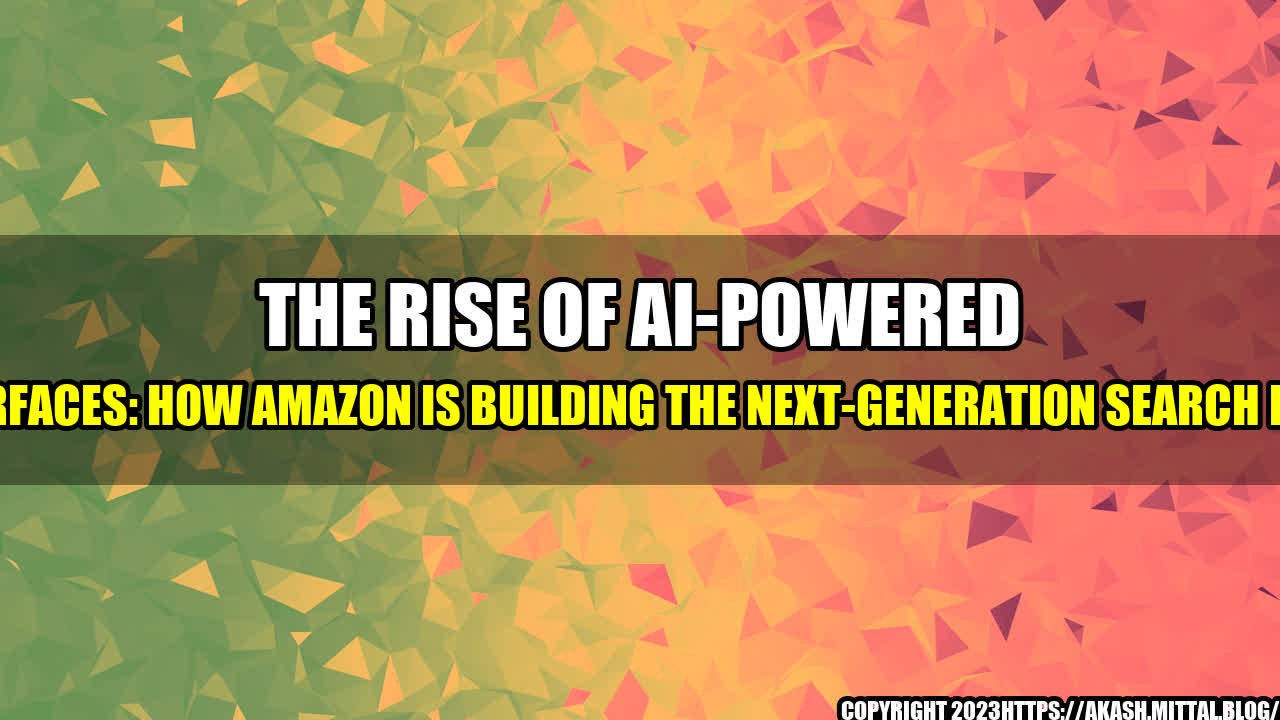 THE RISE OF AI-POWERED
RFACES: HOW AMAZON IS BUILDING THE NEXT-GENERATION SEARCH
COPYRIGHT 2023HTTPS://AKASH.MITTAL.BLOG/